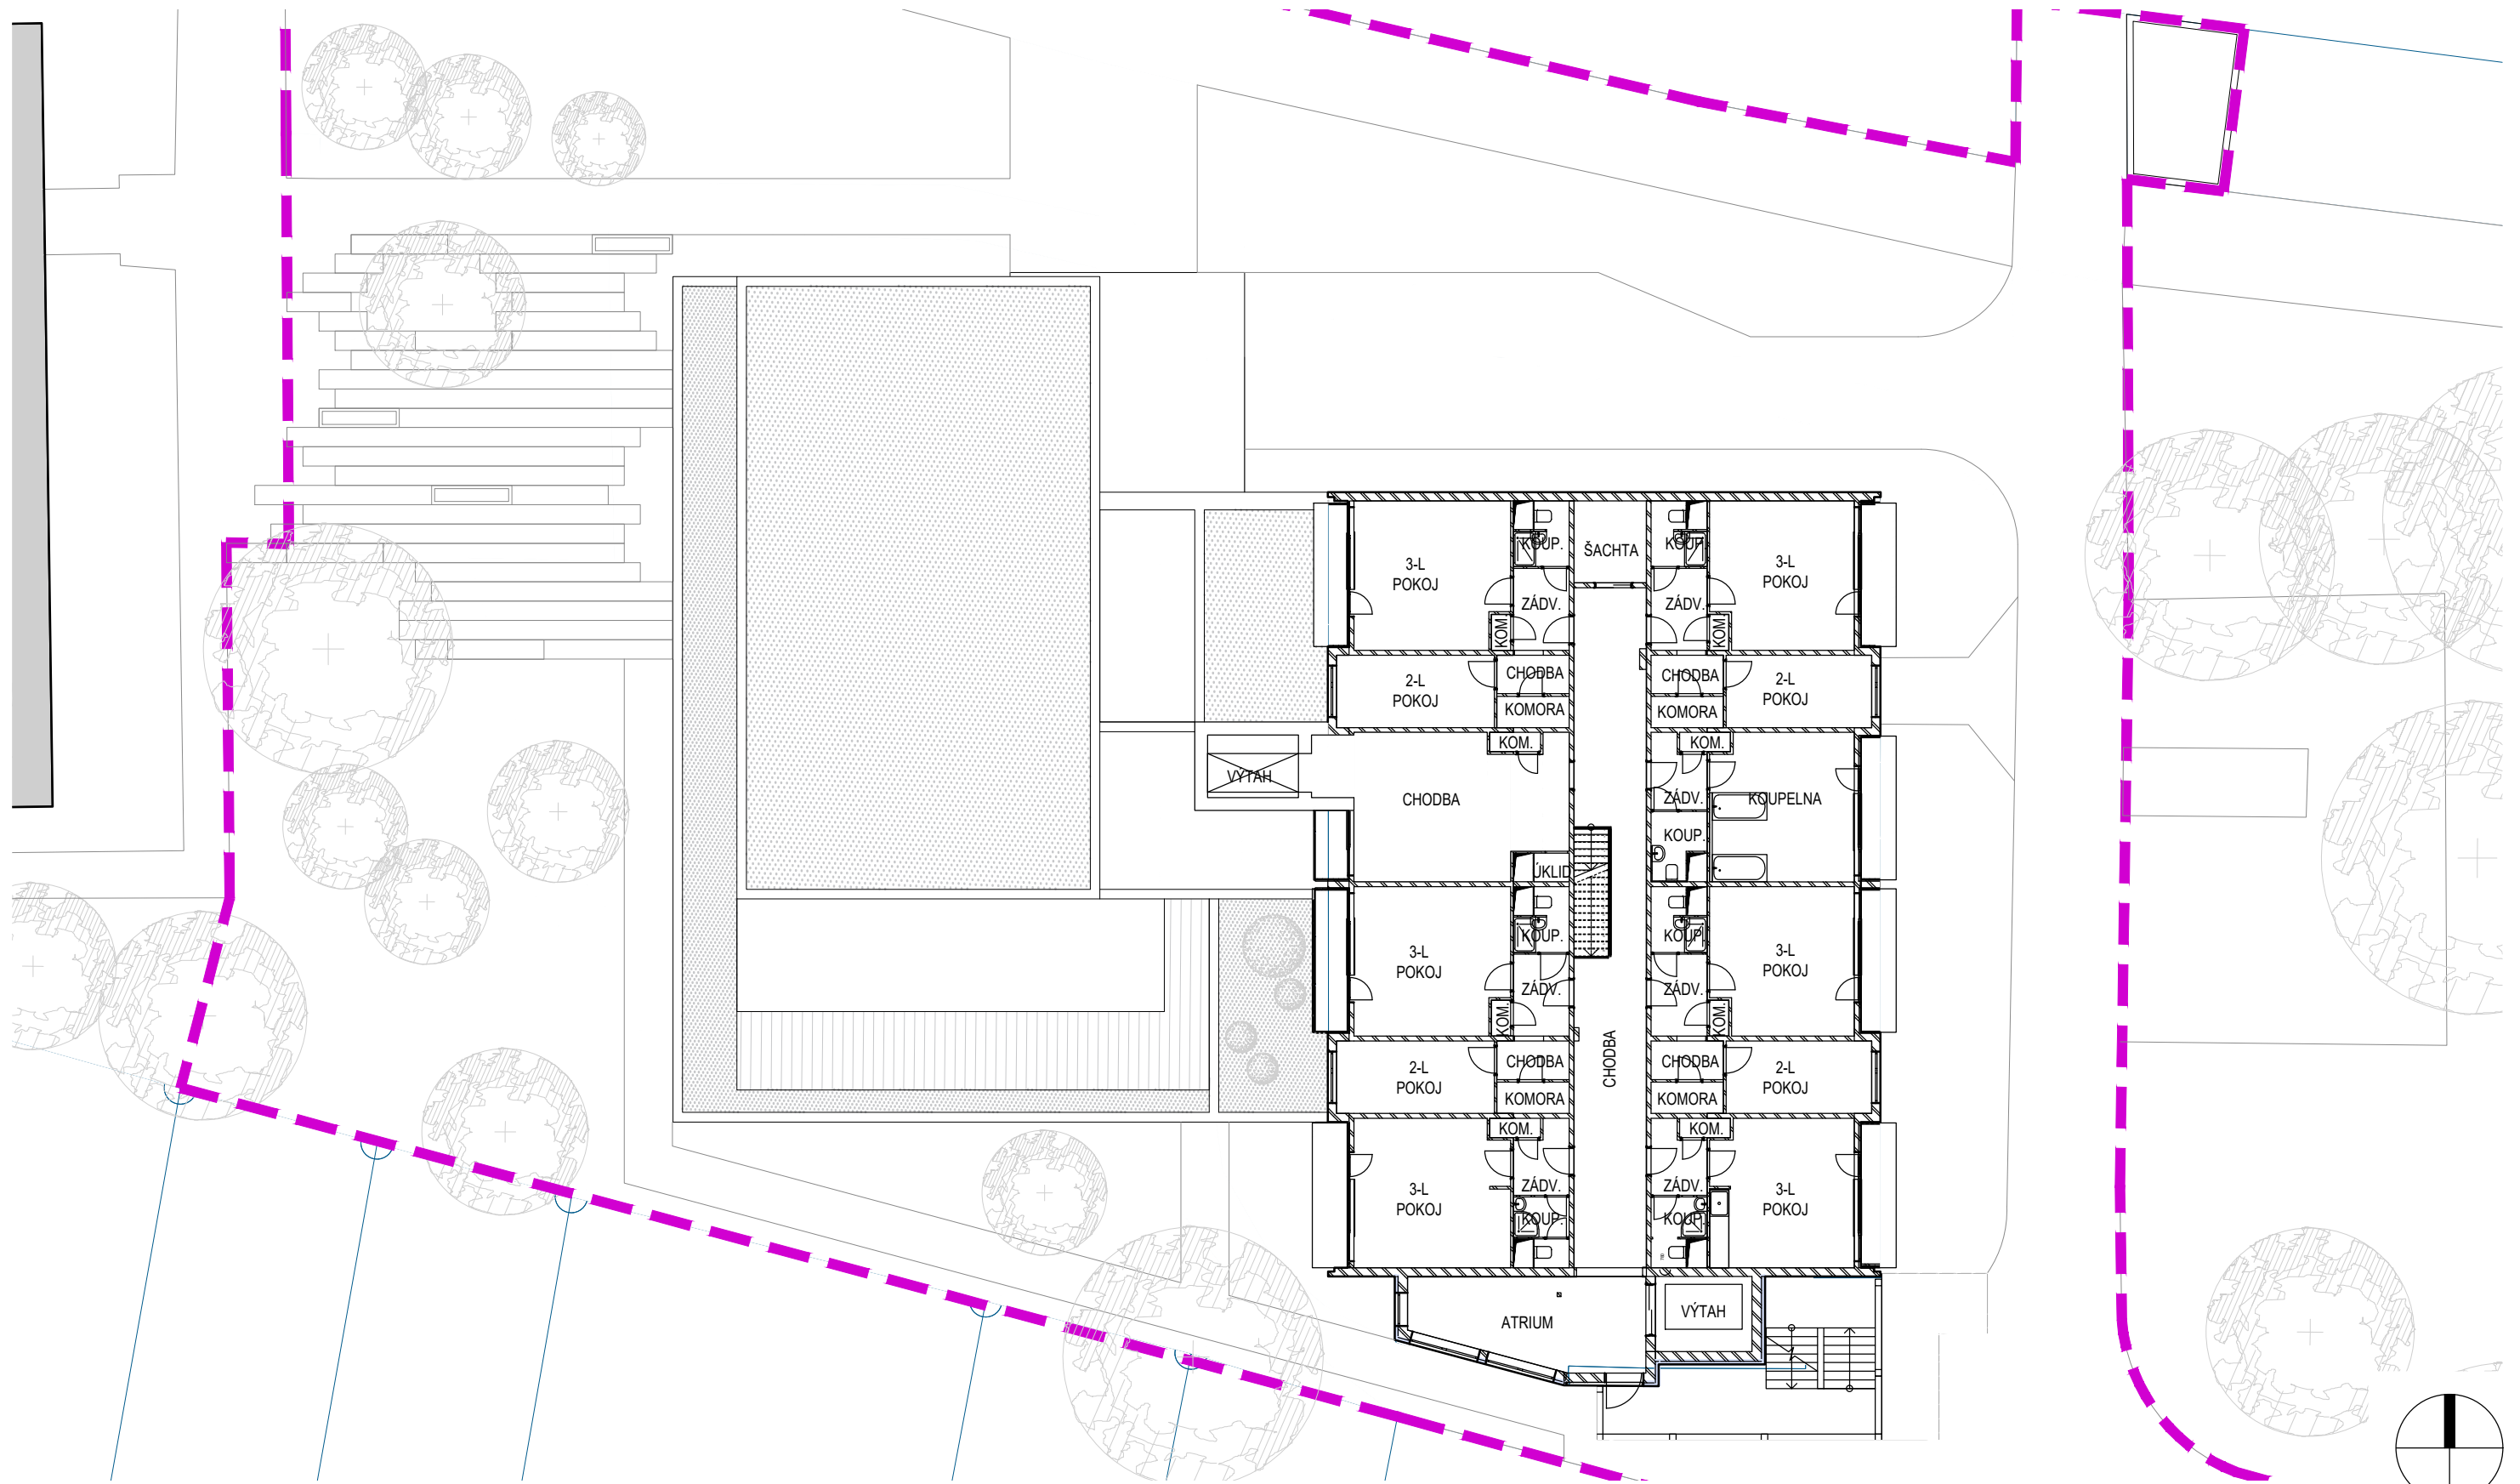 3-L
POKOJ
KOUP.
ŠACHTA
KOUP.
3-L
POKOJ
ZÁDV.
ZÁDV.
KOM.
KOM.
2-L
POKOJ
CHODBA
KOMORA
CHODBA
KOMORA
2-L
POKOJ
VÝTAH
CHODBA
KOM.
KOM.
ZÁDV.
KOUPELNA
KOUP.
ÚKLID
3-L
POKOJ
KOUP.
KOUP.
3-L
POKOJ
ZÁDV.
ZÁDV.
KOM.
KOM.
CHODBA
2-L
POKOJ
CHODBA
KOMORA
CHODBA
KOMORA
2-L
POKOJ
KOM.
KOM.
3-L
POKOJ
ZÁDV.
ZÁDV.
3-L
POKOJ
KOUP.
KOUP.
ATRIUM
VÝTAH